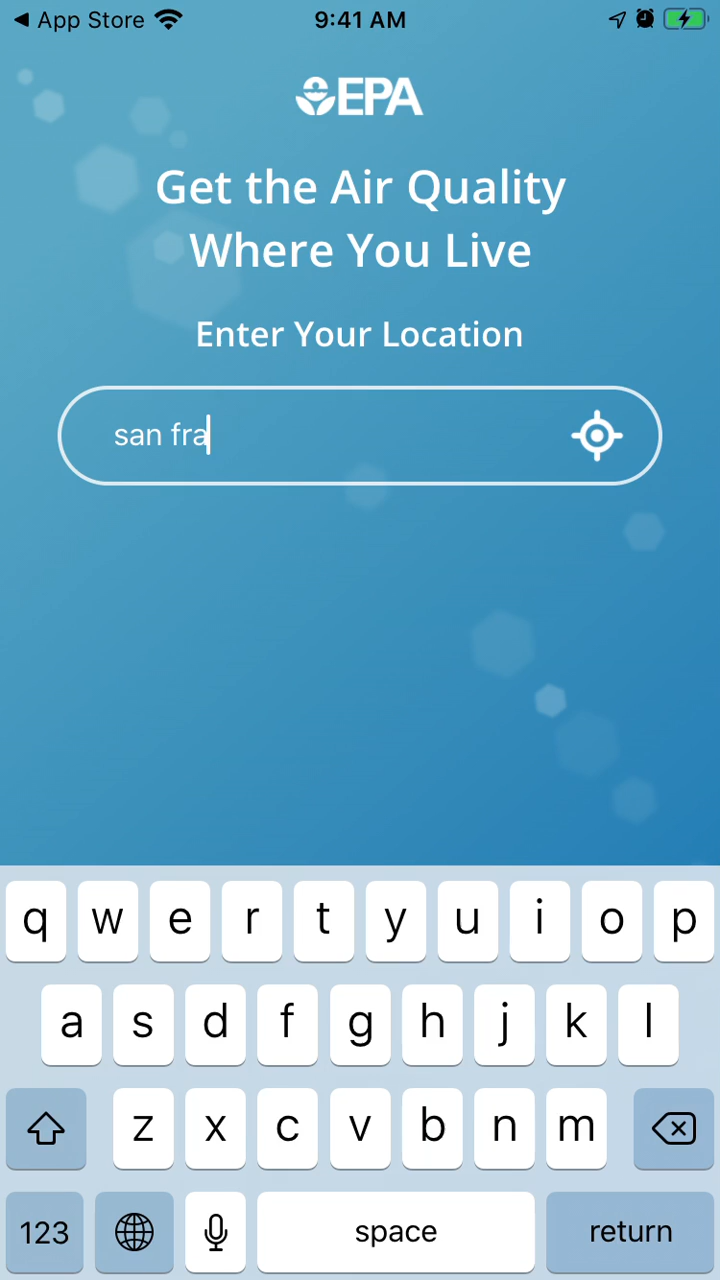 App Store 9:41 AM
EPA
Get the Air Quality
Where You Live
Enter Your Location
san fra
q w e r t y u i o p
a s d f g h j k l
z x c v b n m
123 space return